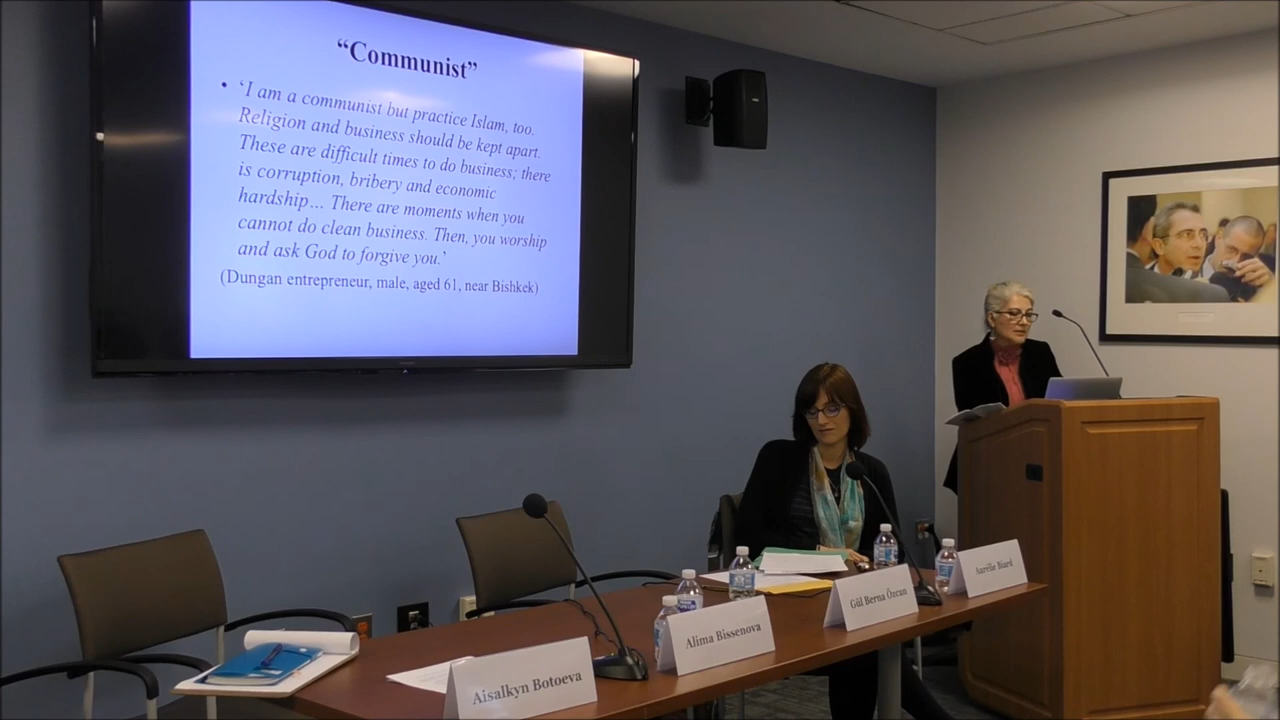 “Communist”
• ‘I am a communist but practice Islam, too.
Religion and business should be kept apart.
These are difficult times to do business; there
is corruption, bribery and economic
hardship… There are moments when you
cannot do clean business. Then, you worship
and ask God to forgive you.’
(Dungan entrepreneur, male, aged 61, near Bishkek)
Aisalkyn Botoeva
Alima Bissenova
Gül Berna Özcan
Aurélie Biard